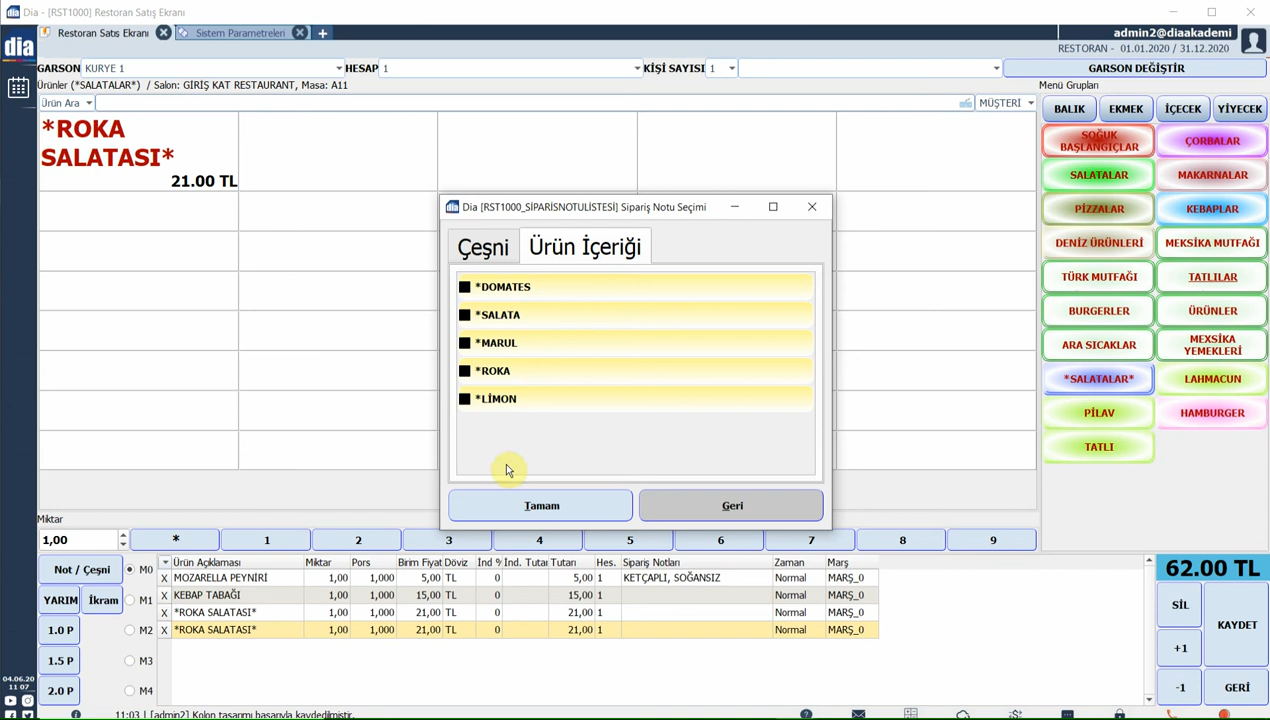 Dia - [RST1000] Restoran Satış Ekranı
dia
Restoran Satıs Ekranı
Sistem Parametreleri
+
admin2@diaakademi
RESTORAN - 01.01.2020 / 31.12.2020
GARSON KURYE 1 HESAP 1 KİŞİ SAYISI 1 GARSON DEĞİŞTİR
Ürünler (*SALATALAR*) / Salon: GİRİŞ KAT RESTAURANT, Masa: A11
Menü Grupları
Ürün Ara MÜŞTERİ
*ROKA
SALATASI*
21.00 TL
BALIK EKMEK İÇECEK YİYECEK
SOĞUK
BAŞLANGIÇLAR
ÇORBALAR
SALATALAR MAKARNALAR
PİZZALAR KEBAPLAR
DENİZ ÜRÜNLERİ MEKSİKA MUTFAĞI
TÜRK MUTFAĞI TATLILAR
BURGERLER ÜRÜNLER
ARA SICAKLAR
MEXSİKA
YEMEKLERİ
*SALATALAR* LAHMACUN
PİLAV HAMBURGER
TATLI
Dia [RST1000_SİPARİSNOTULİSTESİ] Sipariş Notu Seçimi
Çeşni Ürün İçeriği
*DOMATES
*SALATA
*MARUL
*ROKA
*LİMON
Tamam Geri
Miktar
1,00 * 1 2 3 4 5 6 7 8 9
Not / Çeşni M0
YARIM İkram M1
1.0 P M2
1.5 P M3
2.0 P M4
Ürün Açıklaması Miktar Pors Birim Fiyat Döviz İnd % İnd. Tutar Tutarı Hes. Sipariş Notları Zaman Marş
X MOZARELLA PEYNİRİ 1,00 1,000 5,00 TL 0 5,00 1 KETÇAPLI, SOĞANSIZ Normal MARŞ_0
X KEBAP TABAĞI 1,00 1,000 15,00 TL 0 15,00 1 Normal MARŞ_0
X *ROKA SALATASI* 1,00 1,000 21,00 TL 0 21,00 1 Normal MARŞ_0
X *ROKA SALATASI* 1,00 1,000 21,00 TL 0 21,00 1 Normal MARŞ_0
62.00 TL
SİL
KAYDET
+1
-1
GERİ
04.06.20
11 07
11:03 | [admin2] Kolon tasarımı başarıyla kaydedilmiştir.